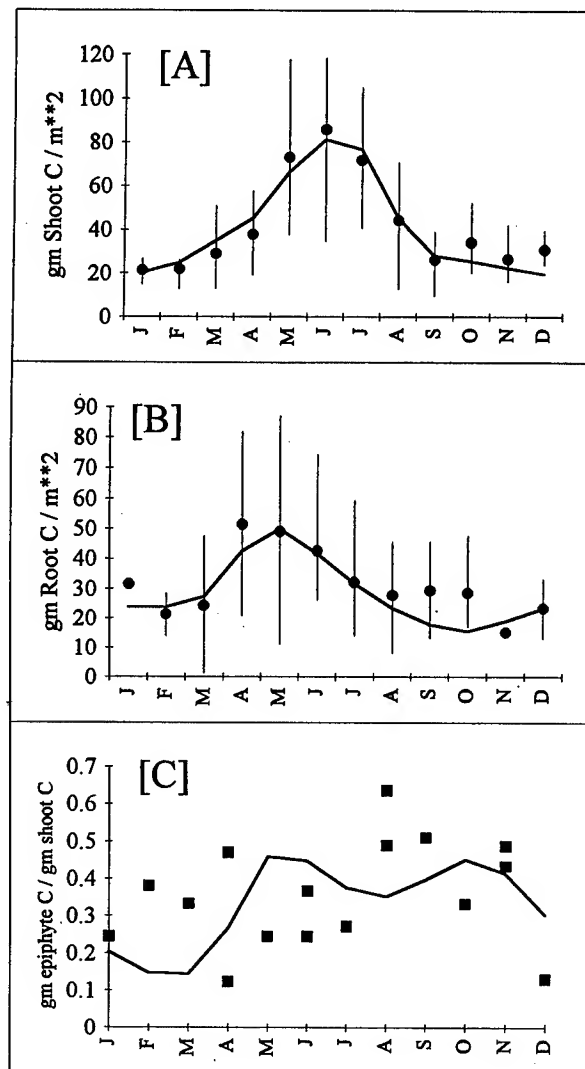 [A]
gm Shoot C / m**2
120
100
80
60
40
20
0
J F M A M J J A S O N D
[B]
gm Root C / m**2
90
80
70
60
50
40
30
20
10
0
J F M A M J J A S O N D
[C]
gm epiphyte C / gm shoot C
0.7
0.6
0.5
0.4
0.3
0.2
0.1
0
J F M A M J J A S O N D